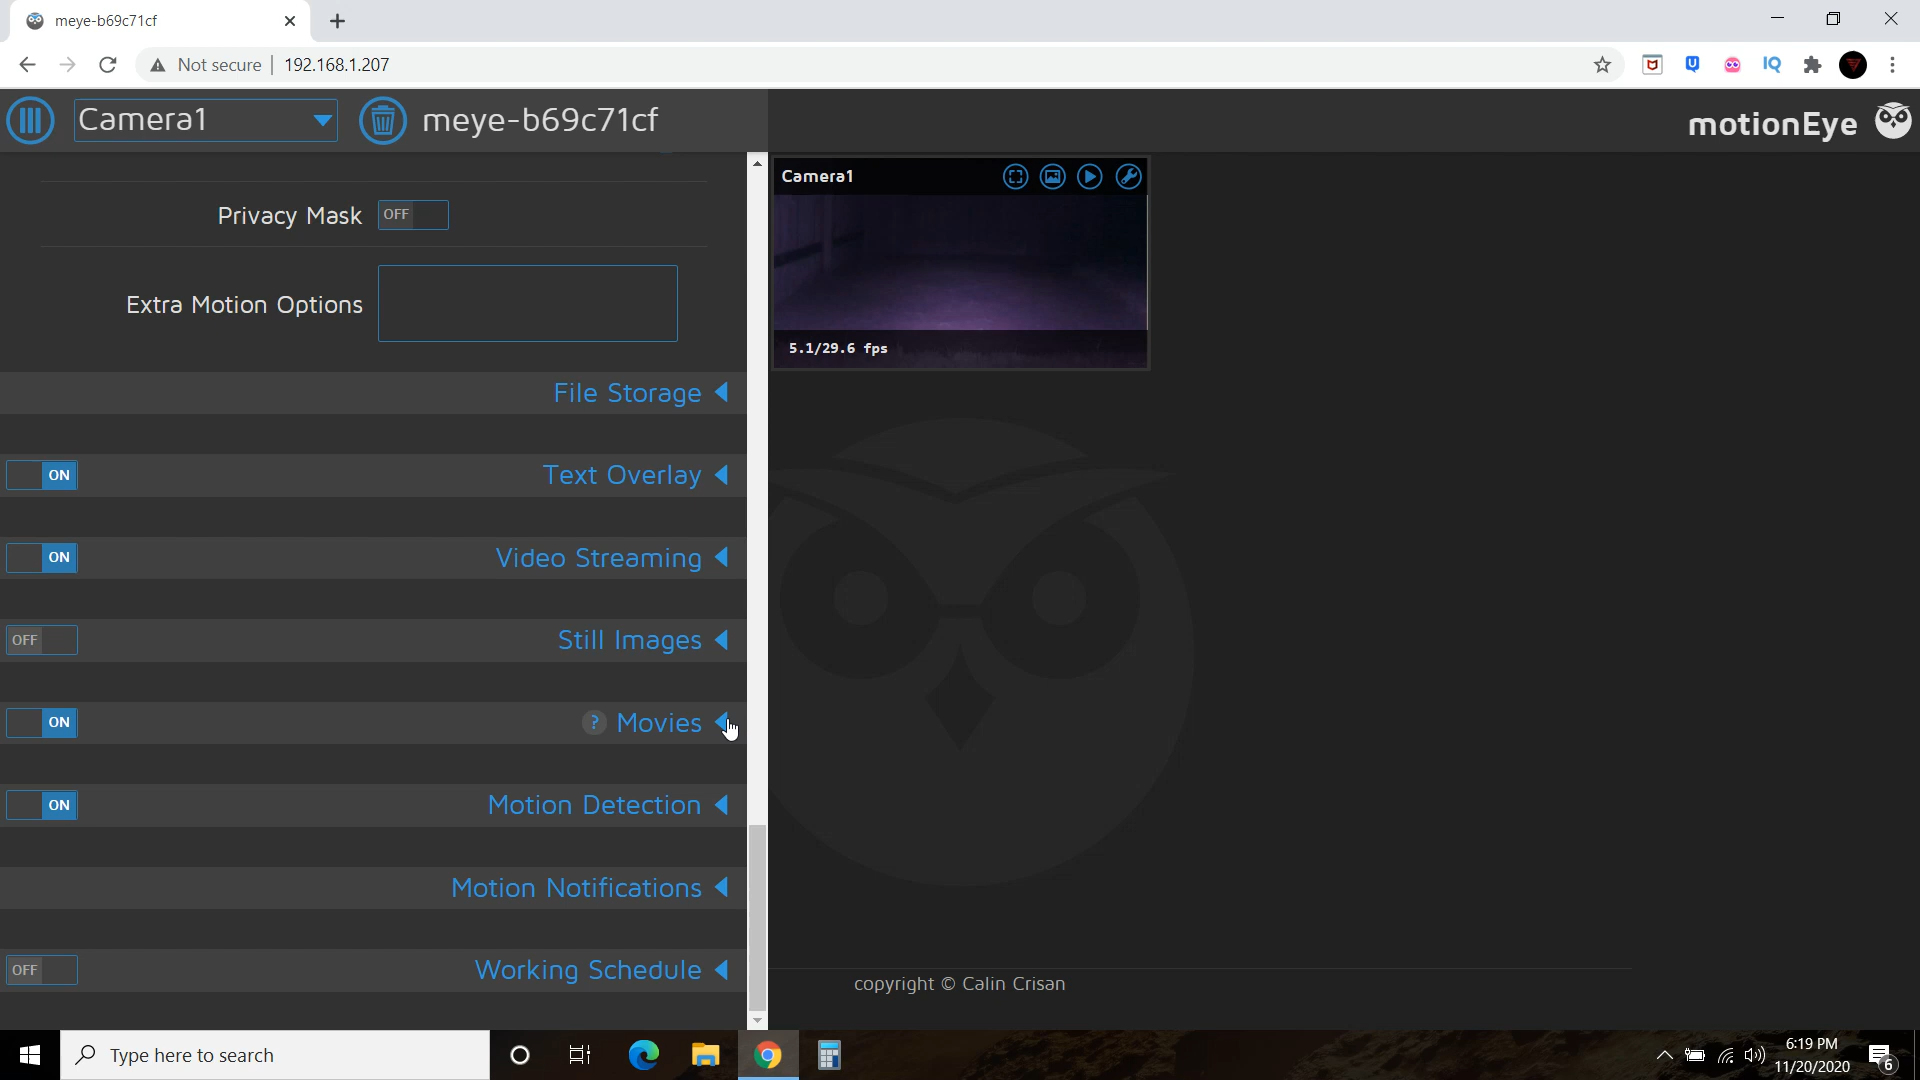 meye-b69c71cf
Not secure
192.168.1.207
IQ
Camera1
meye-b69c71cf
motionEye
Camera1
5.1/29.6 fps
Privacy Mask OFF
Extra Motion Options
File Storage
ON Text Overlay
ON Video Streaming
OFF Still Images
ON ? Movies
ON Motion Detection
Motion Notifications
OFF Working Schedule
copyright © Calin Crisan
Type here to search
6:19 PM
11/20/2020
6